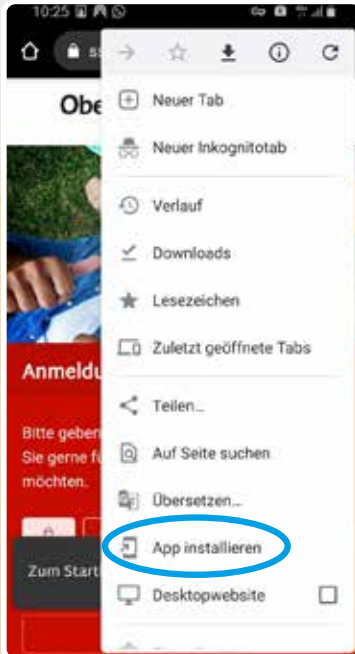 10:25
Obe
Neuer Tab
Neuer Inkognitotab
Verlauf
Downloads
Lesezeichen
Zuletzt geöffnete Tabs
Anmeldu
Teilen...
Bitte geben
Sie gerne fü
möchten.
Auf Seite suchen
Übersetzen...
App installieren
Zum Start
Desktopwebsite